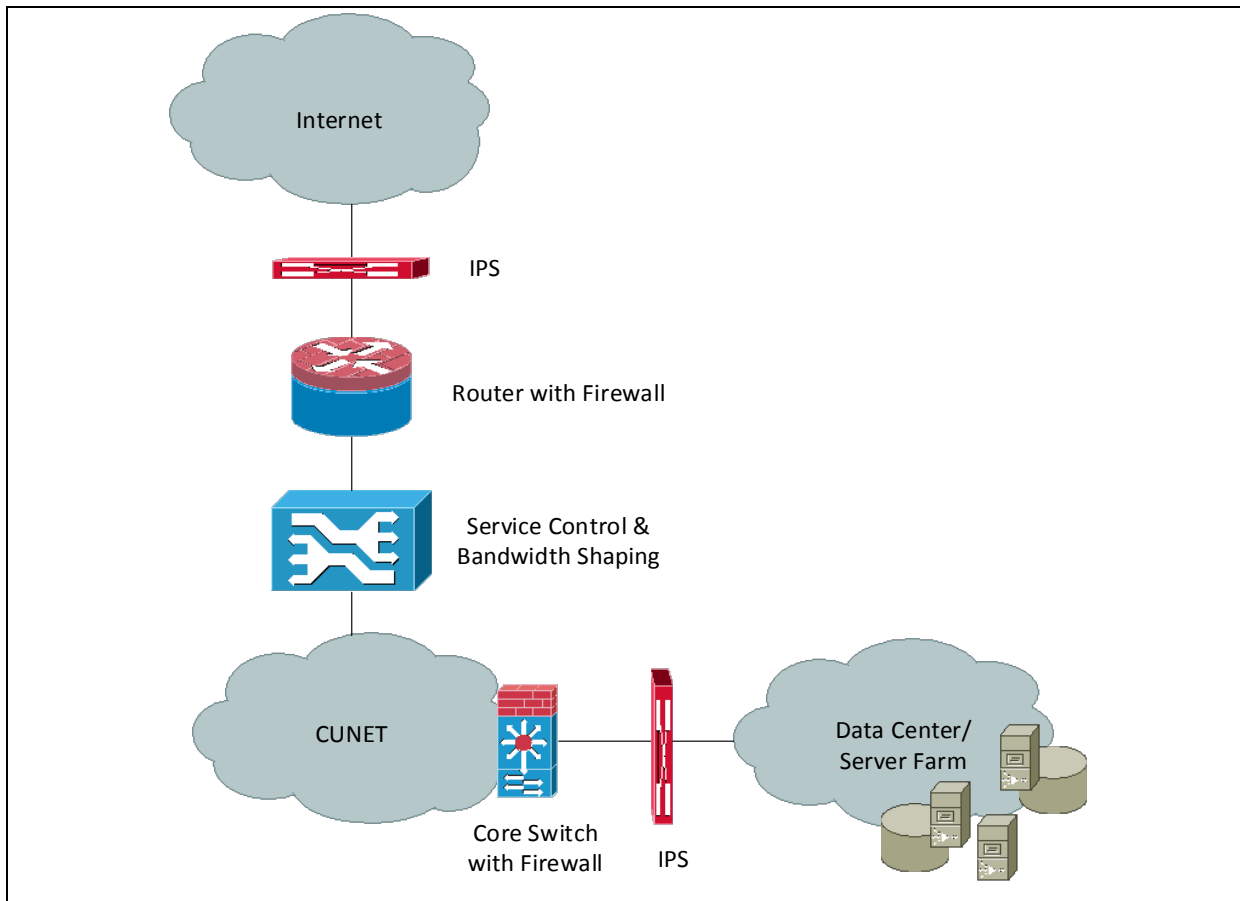 Internet
IPS
Router with Firewall
Service Control &
Bandwidth Shaping
CUNET
Data Center/
Server Farm
Core Switch
with Firewall
IPS